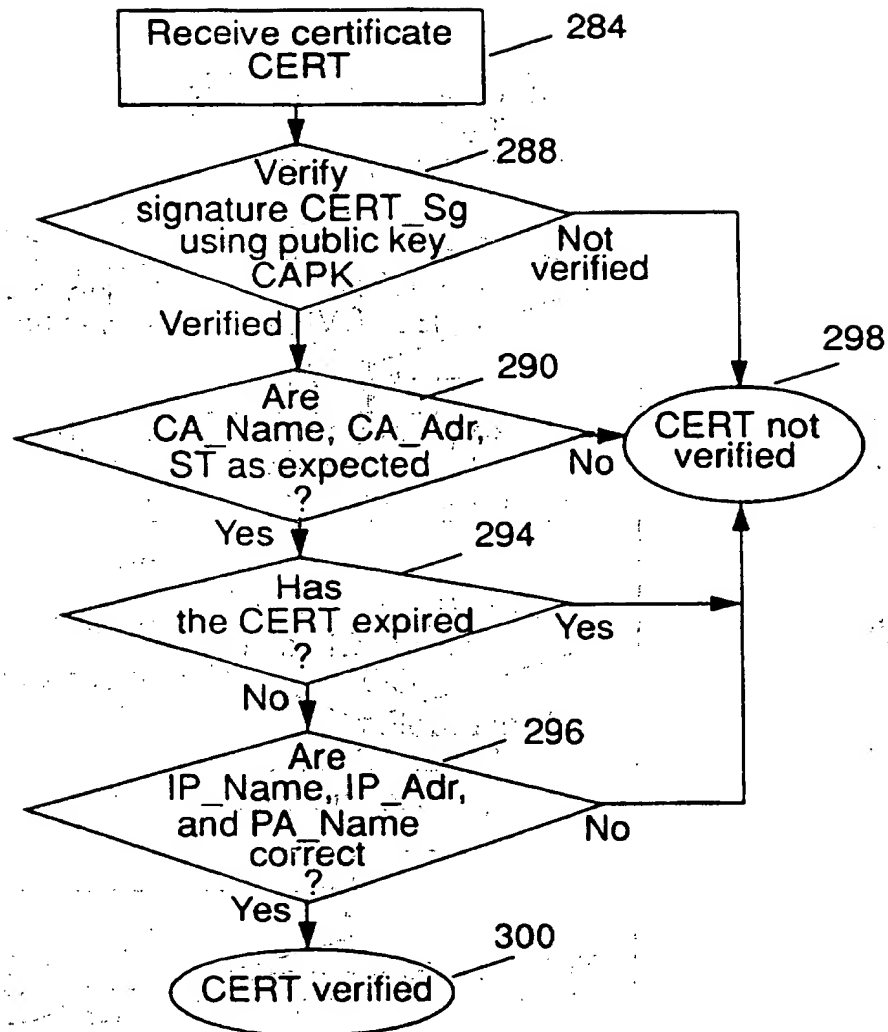 Receive certificate
CERT
284
288
Verify
signature CERT_Sg
using public key
CAPK
Not
verified
Verified
298
290
Are
CA_Name, CA_Adr,
ST as expected
?
No
CERT not
verified
Yes
294
Has
the CERT expired
?
Yes
No
296
Are
IP_Name, IP_Adr,
and PA_Name
correct
?
No
Yes
300
CERT verified